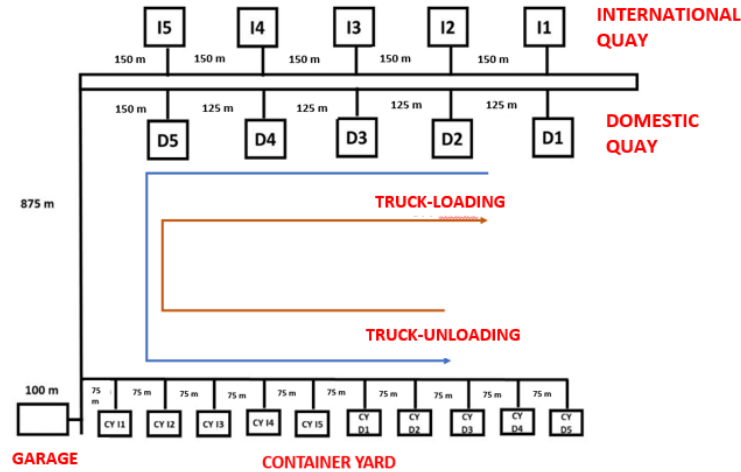 I5 I4 I3 I2 I1
INTERNATIONAL
QUAY
150 m 150 m 150 m 150 m 150 m
150 m 125 m 125 m 125 m 125 m
D5 D4 D3 D2 D1
DOMESTIC
QUAY
875 m
TRUCK-LOADING
TRUCK-UNLOADING
100 m
75
m
75 m 75 m 75 m 75 m 75 m 75 m 75 m 75 m 75 m
CY I1 CY I2 CY I3 CY I4 CY I5
CY
D1
CY
D2
CY
D3
CY
D4
CY
D5
GARAGE
CONTAINER YARD